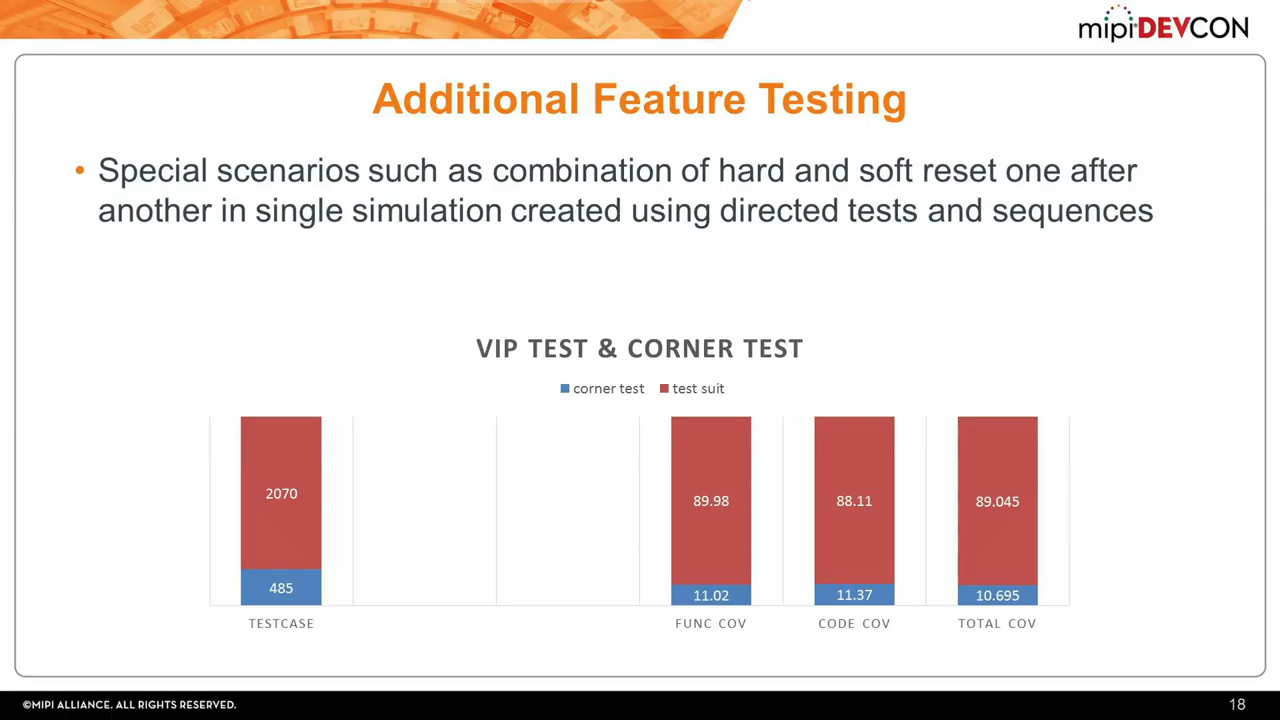 mipi DEVCON
Additional Feature Testing
• Special scenarios such as combination of hard and soft reset one after
another in single simulation created using directed tests and sequences
VIP TEST & CORNER TEST
corner test test suit
2070 89.98 88.11 89.045
485 11.02 11.37 10.695
TESTCASE FUNC COV CODE COV TOTAL COV
©MIPI ALLIANCE. ALL RIGHTS RESERVED. 18